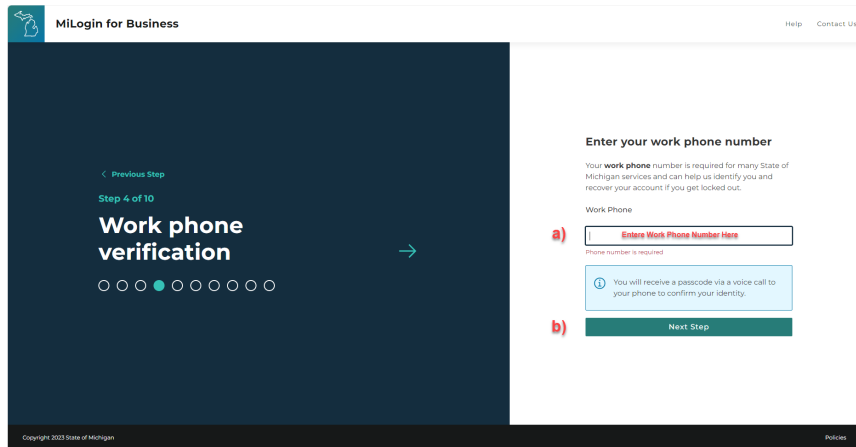 MiLogin for Business
Help Contact Us
Previous Step
Step 4 of 10
Work phone
verification
Enter your work phone number
Your work phone number is required for many State of
Michigan services and can help us identify you and
recover your account if you get locked out.
Work Phone
a) Entere Work Phone Number Here
Phone number is required
You will receive a passcode via a voice call to
your phone to confirm your identity.
b) Next Step
Copyright 2023 State of Michigan
Policies